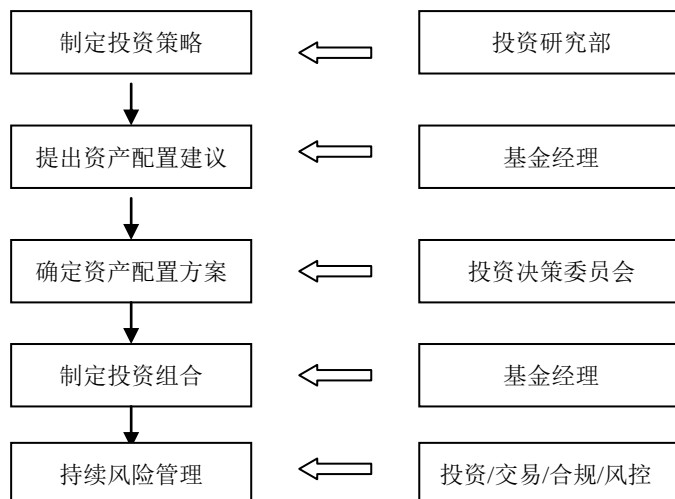 制定投资策略
投资研究部
提出资产配置建议
基金经理
确定资产配置方案
投资决策委员会
制定投资组合
基金经理
持续风险管理
投资/交易/合规/风控